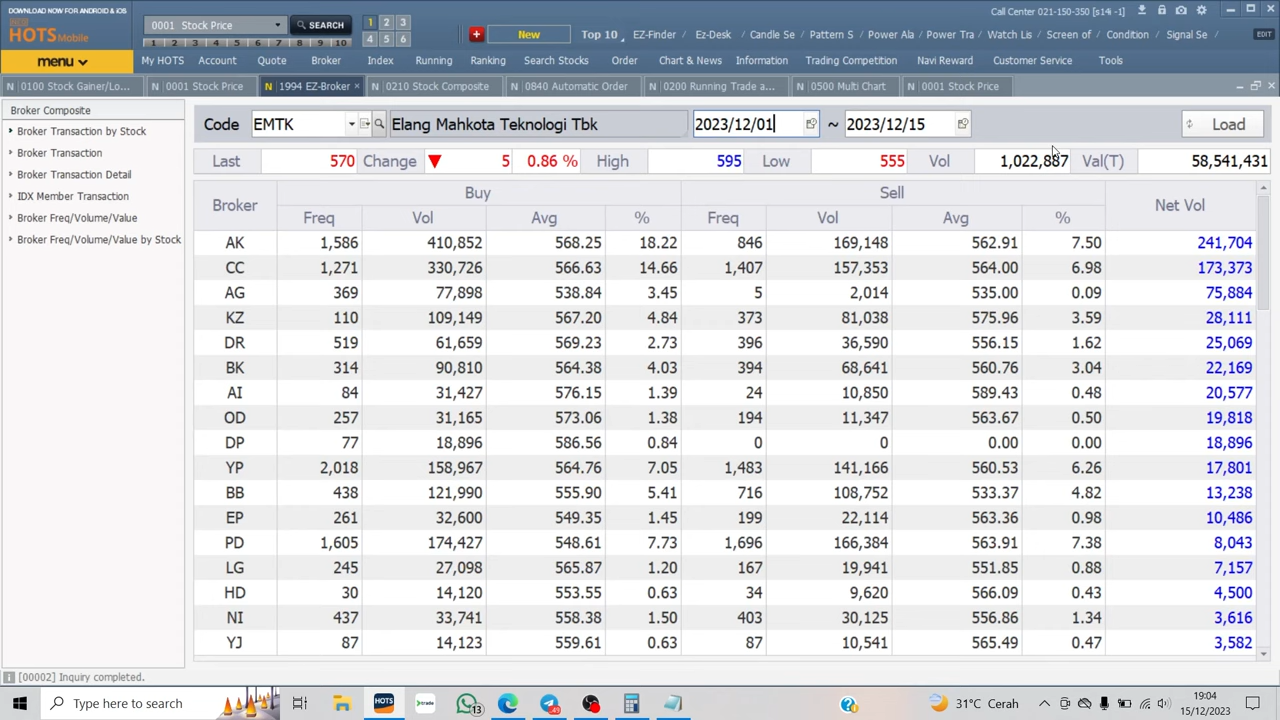 DOWNLOAD NOW FOR ANDROID & iOS
HOTS Mobile
0001 Stock Price
SEARCH
1 2 3 4 5 6 7 8 9 10
1 2 3
4 5 6
New
Top 10 EZ-Finder Ez-Desk Candle Se Pattern S Power Ala Power Tra Watch Lis Screen of Condition Signal Se
Call Center 021-150-350 [s14i -1]
EDIT
menu My HOTS Account Quote Broker Index Running Ranking Search Stocks Order Chart & News Information Trading Competition Navi Reward Customer Service Tools
N 0100 Stock Gainer/Lo... N 0001 Stock Price N 1994 EZ-Broker × N 0210 Stock Composite N 0840 Automatic Order N 0200 Running Trade a... N 0500 Multi Chart N 0001 Stock Price
Broker Composite
Broker Transaction by Stock
Broker Transaction
Broker Transaction Detail
IDX Member Transaction
Broker Freq/Volume/Value
Broker Freq/Volume/Value by Stock
Code EMTK Elang Mahkota Teknologi Tbk 2023/12/01 ~ 2023/12/15 Load
Last 570 Change ▼ 5 0.86 % High 595 Low 555 Vol 1,022,887 Val(T) 58,541,431
Broker Buy Sell Net Vol
Freq Vol Avg % Freq Vol Avg %
AK 1,586 410,852 568.25 18.22 846 169,148 562.91 7.50 241,704
CC 1,271 330,726 566.63 14.66 1,407 157,353 564.00 6.98 173,373
AG 369 77,898 538.84 3.45 5 2,014 535.00 0.09 75,884
KZ 110 109,149 567.20 4.84 373 81,038 575.96 3.59 28,111
DR 519 61,659 569.23 2.73 396 36,590 556.15 1.62 25,069
BK 314 90,810 564.38 4.03 394 68,641 560.76 3.04 22,169
AI 84 31,427 576.15 1.39 24 10,850 589.43 0.48 20,577
OD 257 31,165 573.06 1.38 194 11,347 563.67 0.50 19,818
DP 77 18,896 586.56 0.84 0 0 0.00 0.00 18,896
YP 2,018 158,967 564.76 7.05 1,483 141,166 560.53 6.26 17,801
BB 438 121,990 555.90 5.41 716 108,752 533.37 4.82 13,238
EP 261 32,600 549.35 1.45 199 22,114 563.36 0.98 10,486
PD 1,605 174,427 548.61 7.73 1,696 166,384 563.91 7.38 8,043
LG 245 27,098 565.87 1.20 167 19,941 551.85 0.88 7,157
HD 30 14,120 553.55 0.63 34 9,620 566.09 0.43 4,500
NI 437 33,741 558.38 1.50 403 30,125 556.86 1.34 3,616
YJ 87 14,123 559.61 0.63 87 10,541 565.49 0.47 3,582
[00002] Inquiry completed.
Type here to search
HOTS
trade
13
49
31°C Cerah
19:04
15/12/2023